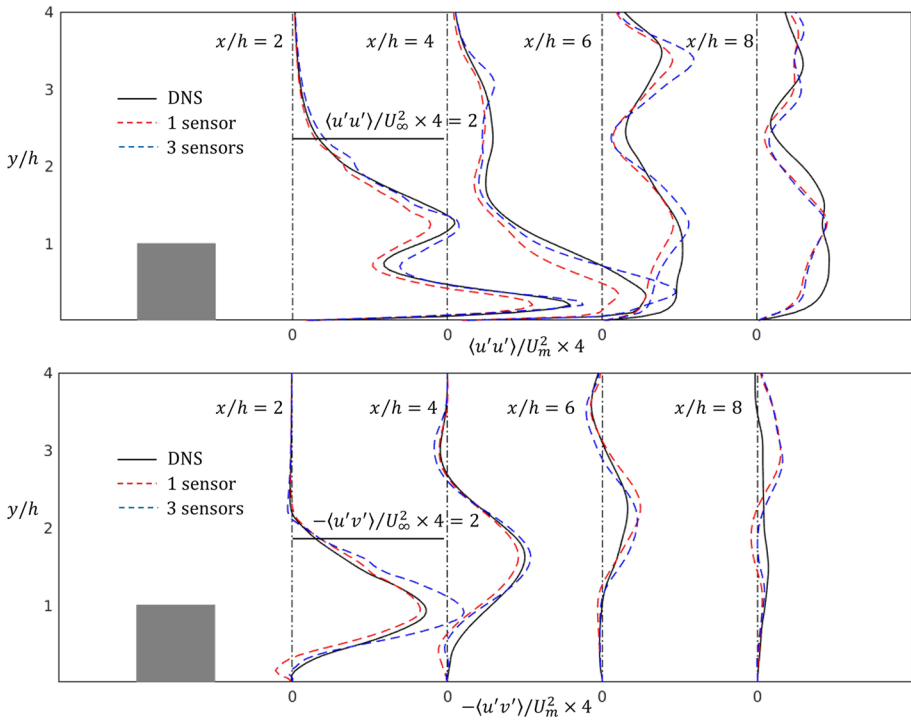 4
x/h = 2
x/h = 4
x/h = 6
x/h = 8
3
DNS
1 sensor
3 sensors
⟨u′u′⟩/U∞² × 4 = 2
y/h
2
1
0
0
0
0
⟨u′u′⟩/Uₘ² × 4
4
x/h = 2
x/h = 4
x/h = 6
x/h = 8
3
DNS
1 sensor
3 sensors
−⟨u′v′⟩/U∞² × 4 = 2
y/h
2
1
0
0
0
0
−⟨u′v′⟩/Uₘ² × 4